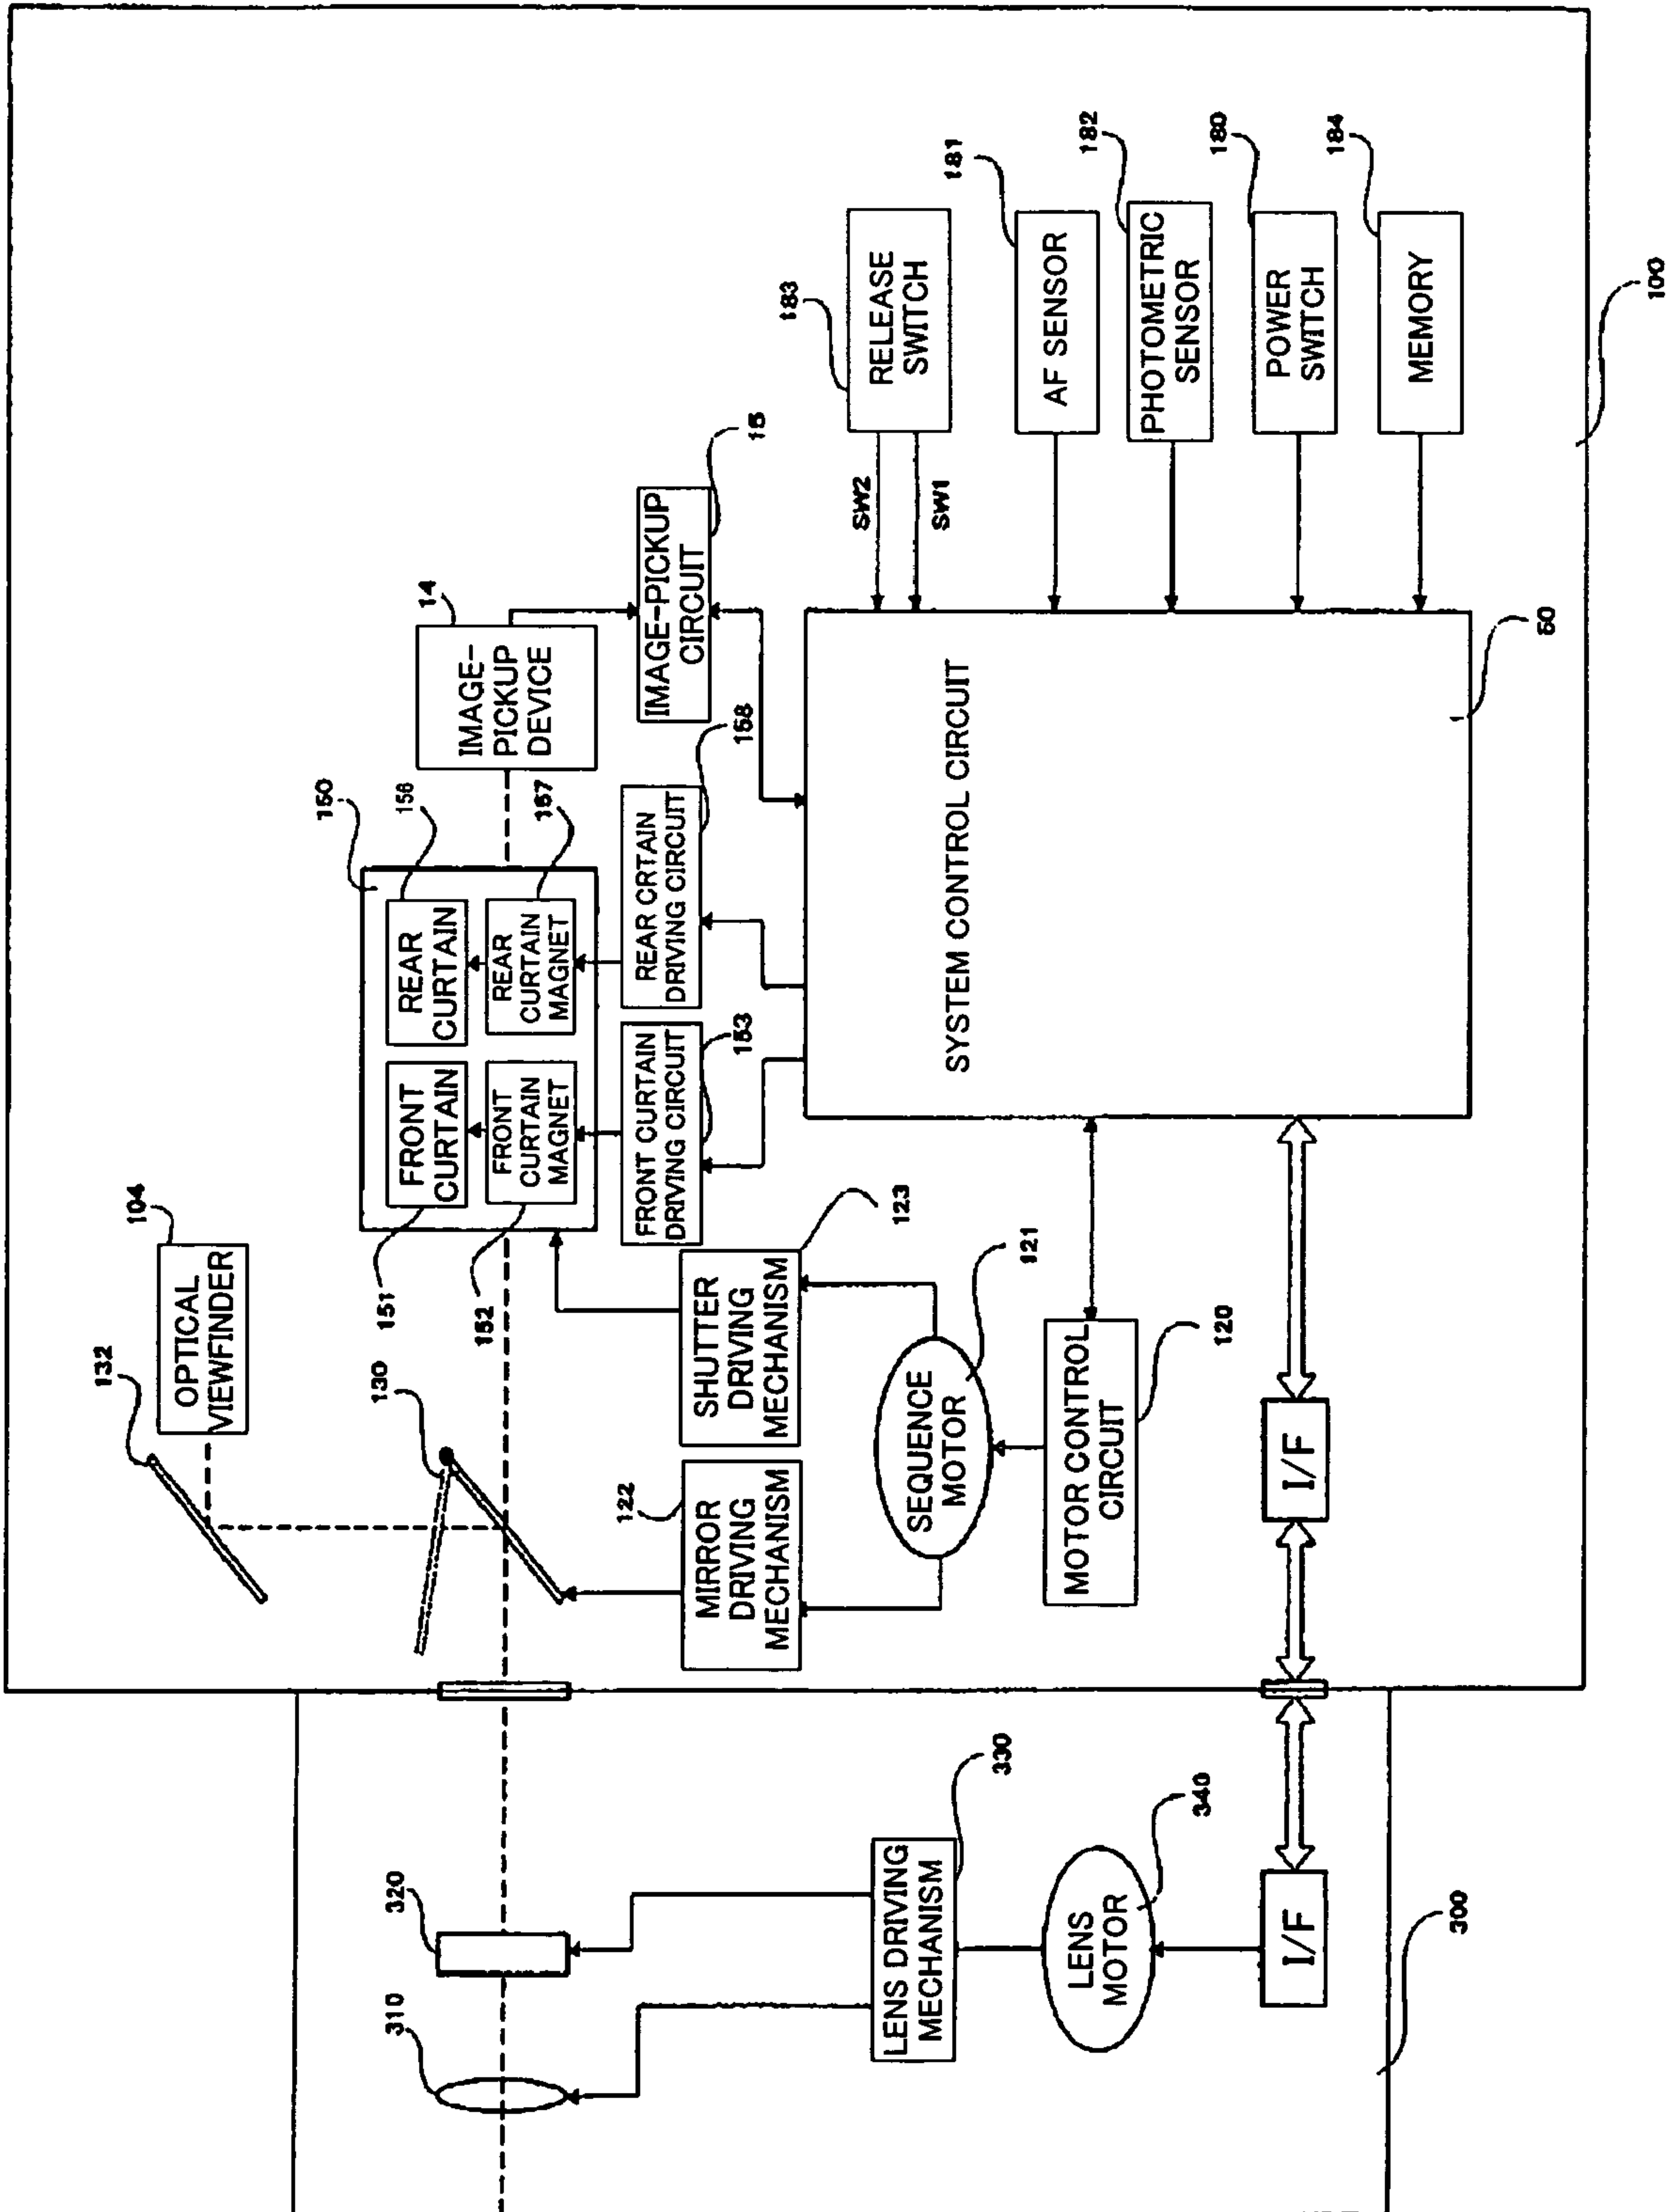 132
104
OPTICAL
VIEWFINDER
130
151
FRONT
CURTAIN
152
FRONT
CURTAIN
MAGNET
150
156
REAR
CURTAIN
157
REAR
CURTAIN
MAGNET
14
IMAGE-
PICKUP
DEVICE
15
IMAGE-PICKUP
CIRCUIT
158
REAR CRTAIN
DRIVING CIRCUIT
153
FRONT CURTAIN
DRIVING CIRCUIT
123
SHUTTER
DRIVING
MECHANISM
122
MIRROR
DRIVING
MECHANISM
121
SEQUENCE
MOTOR
120
MOTOR CONTROL
CIRCUIT
I/F
SYSTEM CONTROL CIRCUIT
50
183
RELEASE
SWITCH
SW2
SW1
181
AF SENSOR
182
PHOTOMETRIC
SENSOR
180
POWER
SWITCH
184
MEMORY
100
310
320
330
LENS DRIVING
MECHANISM
340
LENS
MOTOR
I/F
300